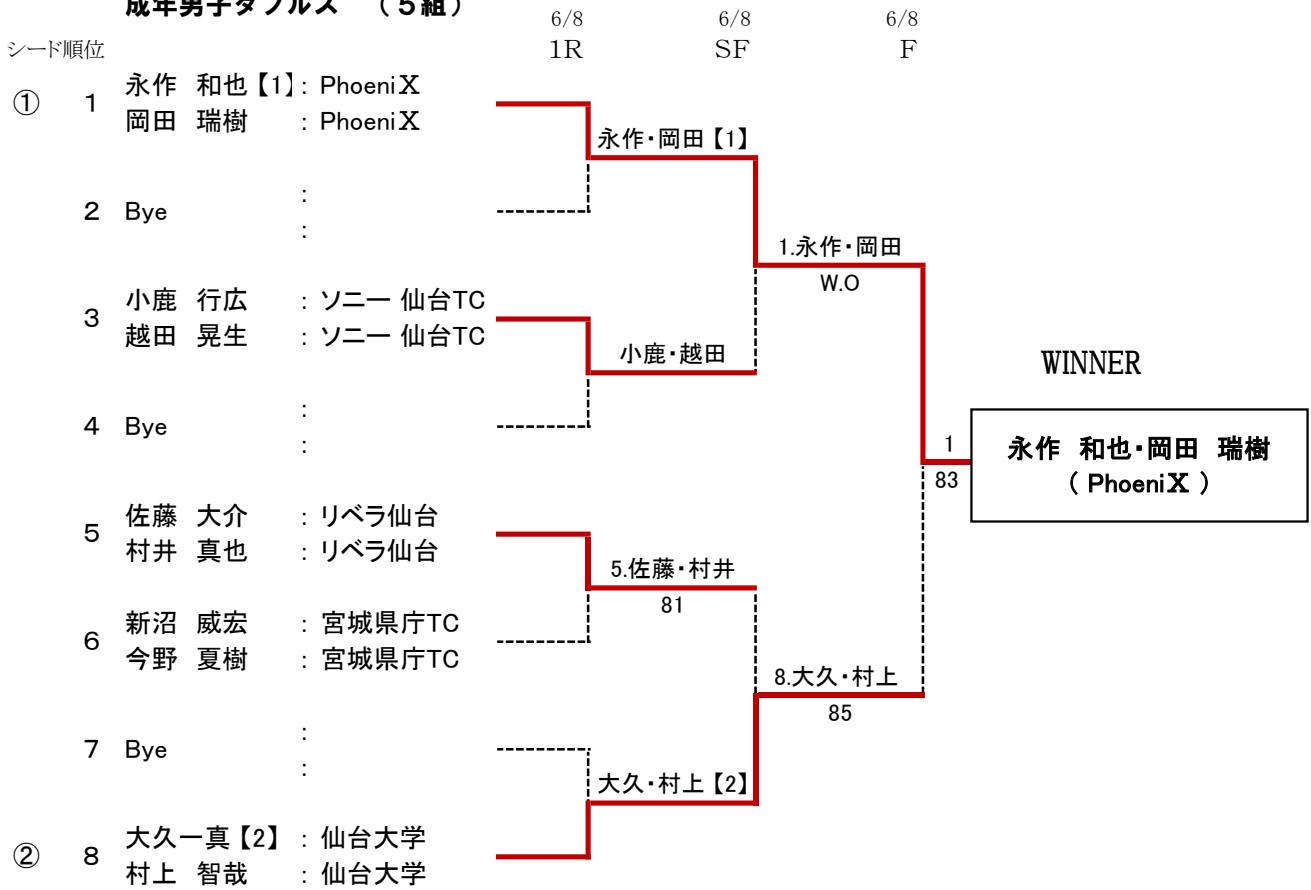 成年男子ダブルス （５組）
6/8 6/8 6/8
シード順位 1R SF F
① 1 永作 和也【1】: PhoeniX
岡田 瑞樹 : PhoeniX
永作・岡田【1】
2 Bye :
:
1.永作・岡田
W.O
3 小鹿 行広 : ソニー 仙台TC
越田 晃生 : ソニー 仙台TC
小鹿・越田
WINNER
4 Bye :
:
1
永作 和也・岡田 瑞樹
83
（ PhoeniX ）
5 佐藤 大介 : リベラ仙台
村井 真也 : リベラ仙台
5.佐藤・村井
81
6 新沼 威宏 : 宮城県庁TC
今野 夏樹 : 宮城県庁TC
8.大久・村上
85
7 Bye :
:
大久・村上【2】
② 8 大久一真【2】 : 仙台大学
村上 智哉 : 仙台大学